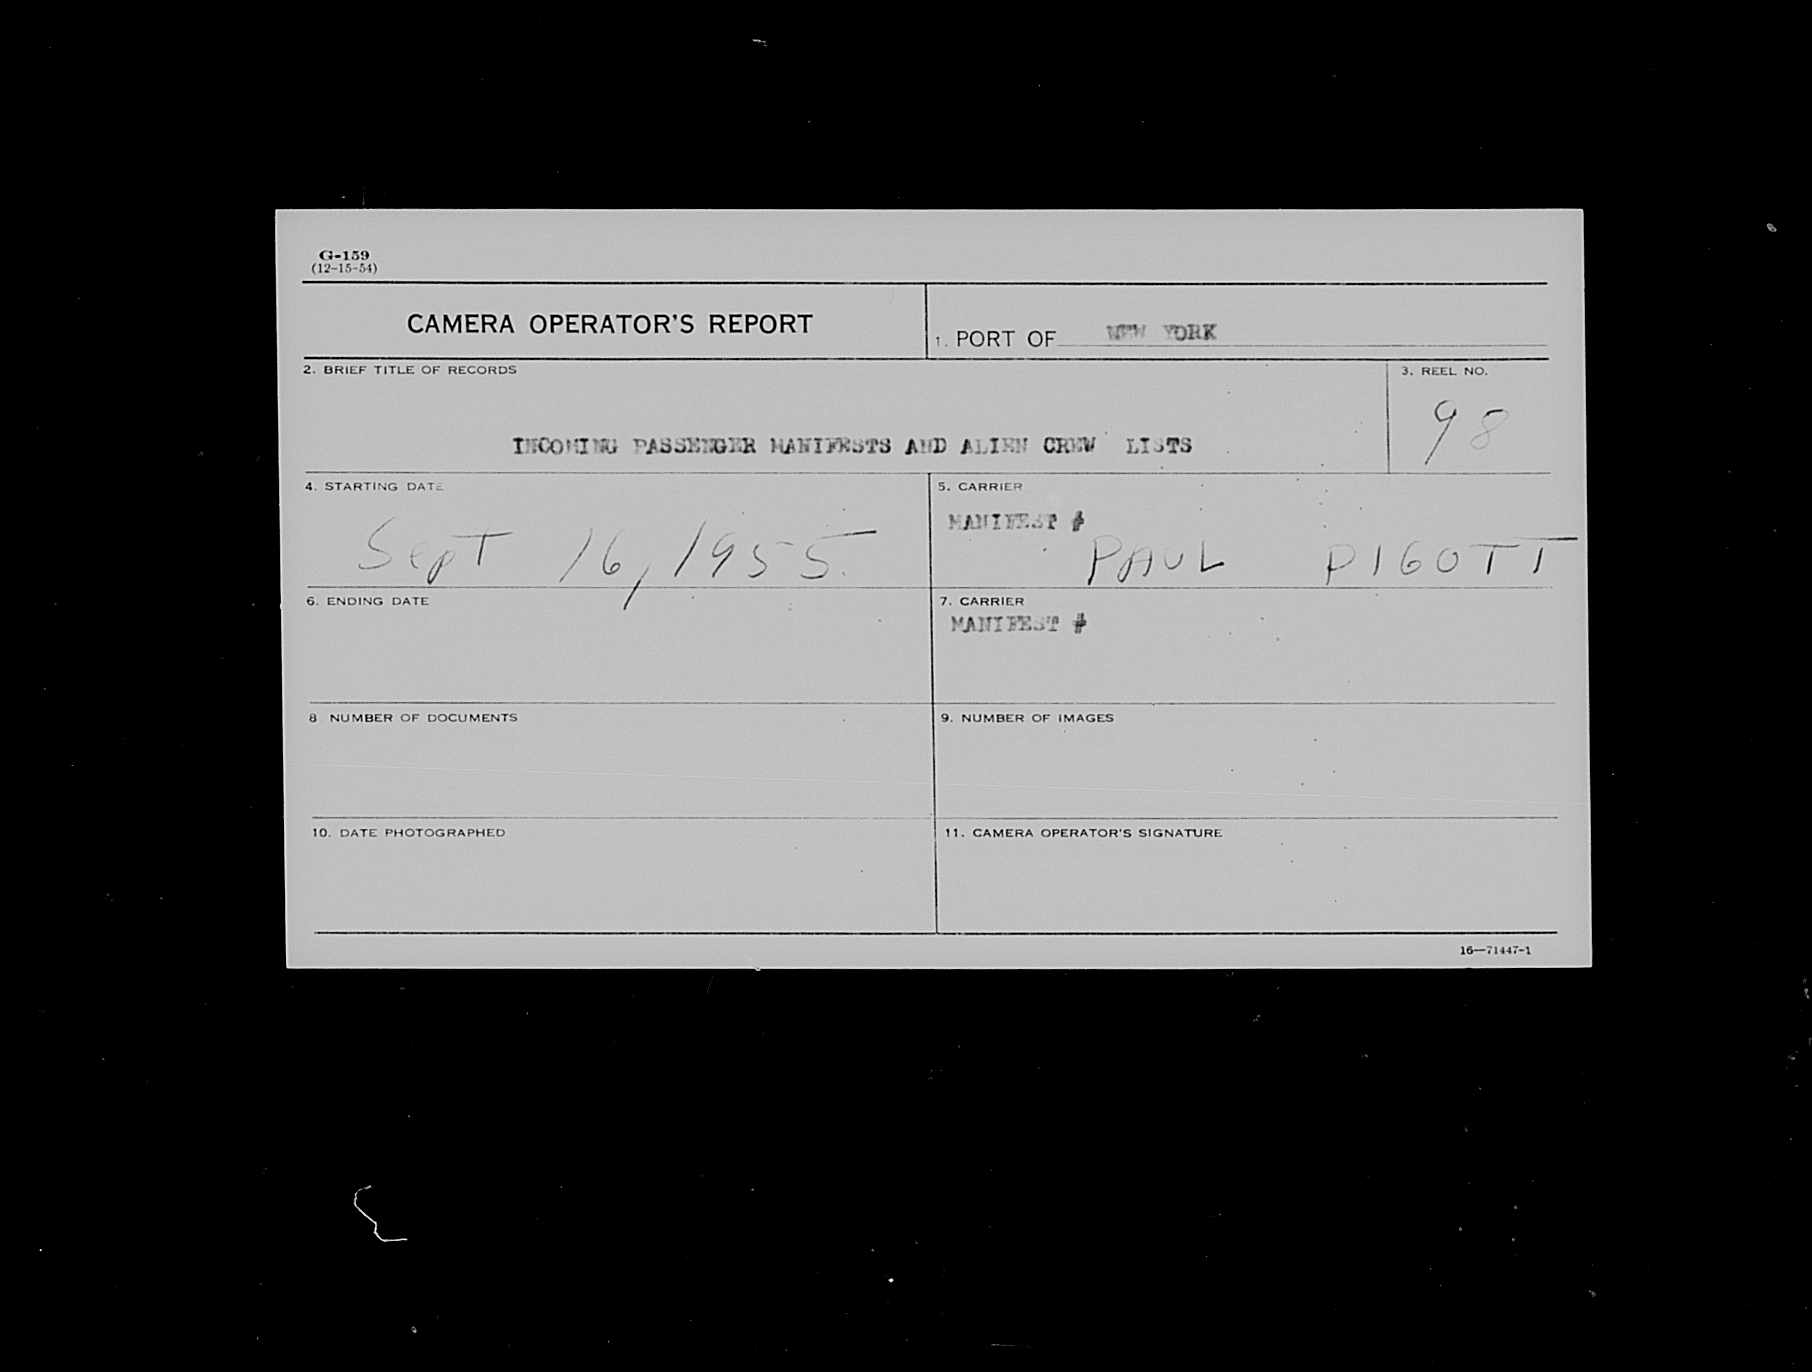 G-159
(12-15-54)
CAMERA OPERATOR'S REPORT
1. PORT OF NEW YORK
2. BRIEF TITLE OF RECORDS
3. REEL NO.
98
INCOMING PASSENGER MANIFESTS AND ALIEN CREW LISTS
4. STARTING DATE
5. CARRIER
MANIFEST #
Sept 16, 1955.
PAUL PIGOTT
6. ENDING DATE
7. CARRIER
MANIFEST #
8 NUMBER OF DOCUMENTS
9. NUMBER OF IMAGES
10. DATE PHOTOGRAPHED
11. CAMERA OPERATOR'S SIGNATURE
16—71447-1